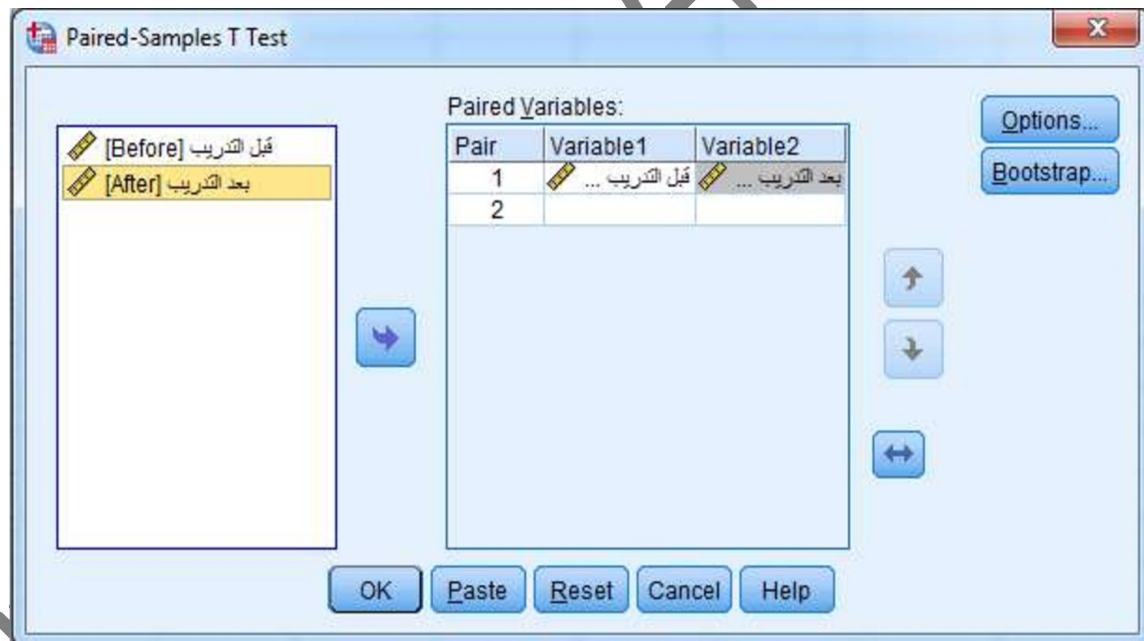 Paired-Samples T Test
Paired Variables:
Options...
Bootstrap...
قبل التدريب [Before]
بعد التدريب [After]
Pair Variable1 Variable2
1 قبل التدريب ... بعد التدريب ...
2
OK Paste Reset Cancel Help